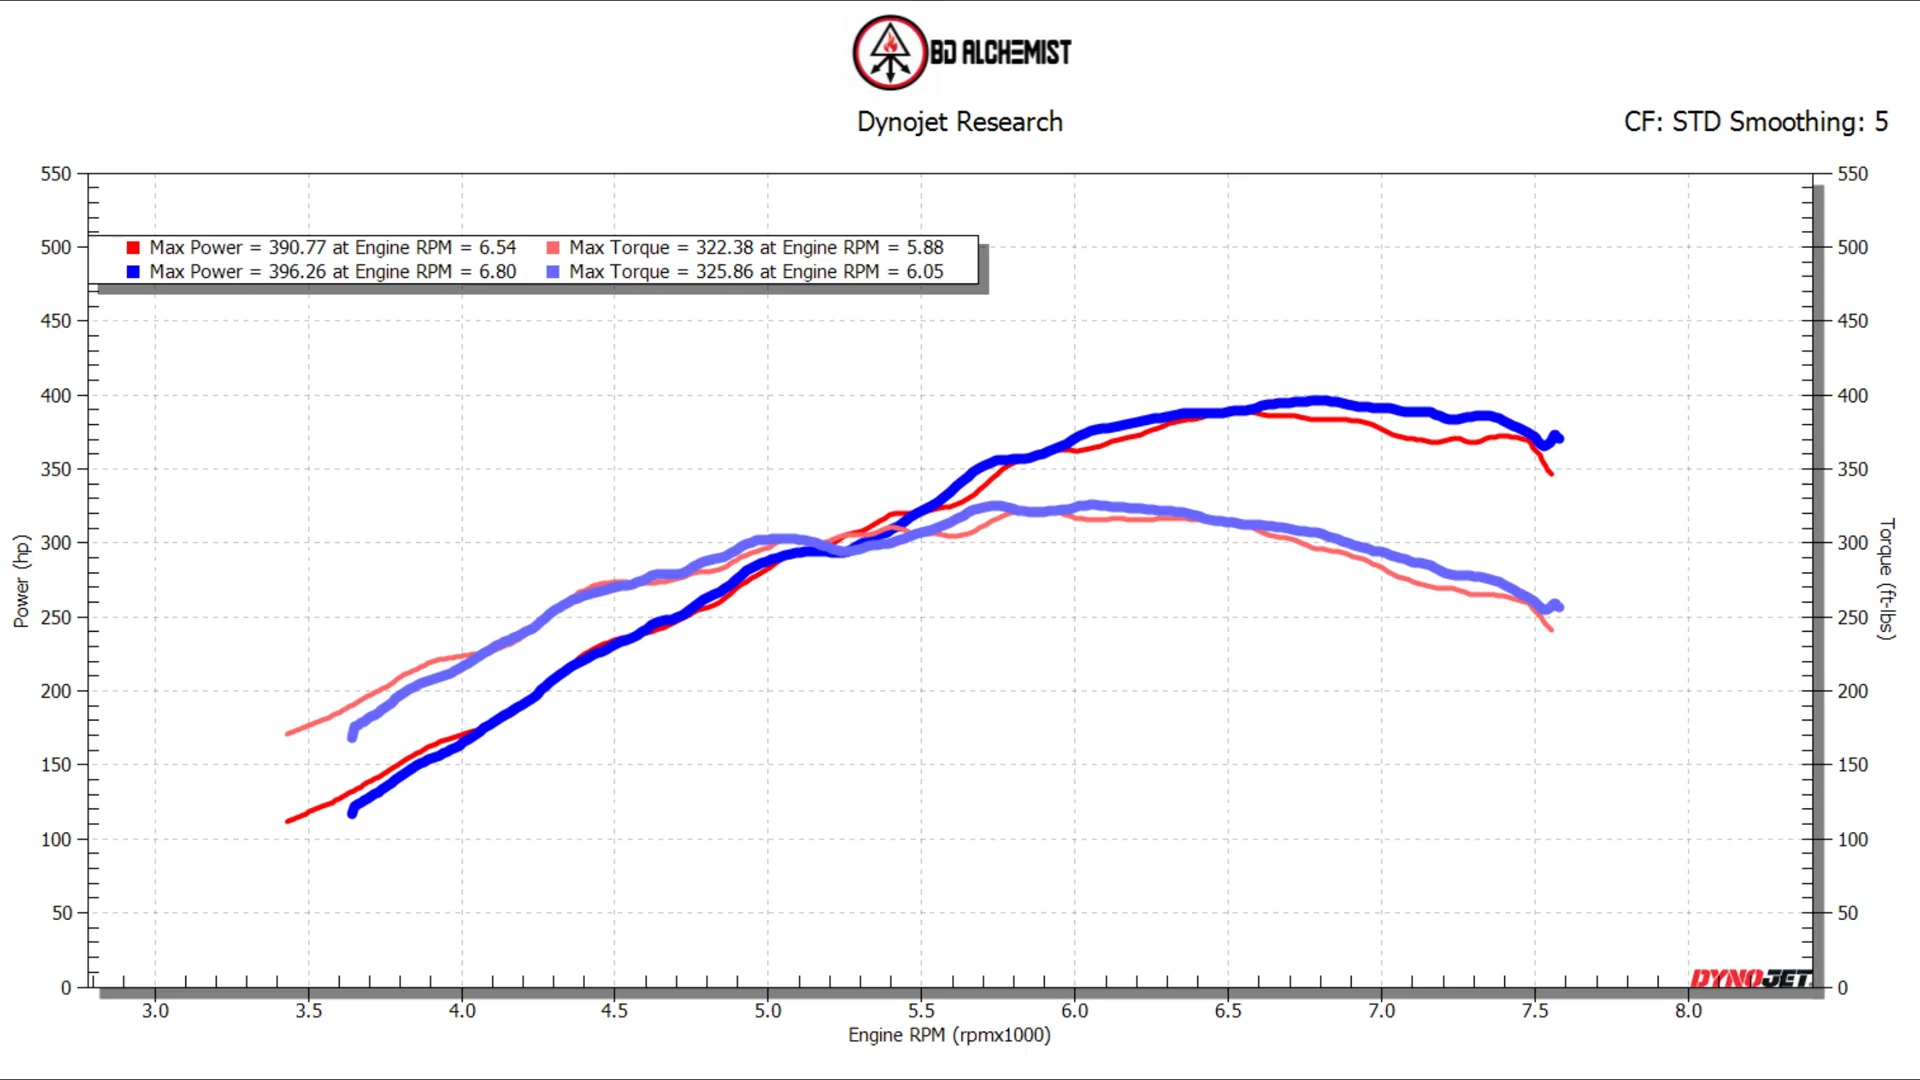 BD ALCHEMIST
Dynojet Research
CF: STD Smoothing: 5
550 550
500 500
Max Power = 390.77 at Engine RPM = 6.54 Max Torque = 322.38 at Engine RPM = 5.88
Max Power = 396.26 at Engine RPM = 6.80 Max Torque = 325.86 at Engine RPM = 6.05
450 450
400 400
350 350
300 300
Power (hp)
Torque (ft-lbs)
250 250
200 200
150 150
100 100
50 50
DYNOJET
0 0
3.0 3.5 4.0 4.5 5.0 5.5 6.0 6.5 7.0 7.5 8.0
Engine RPM (rpmx1000)